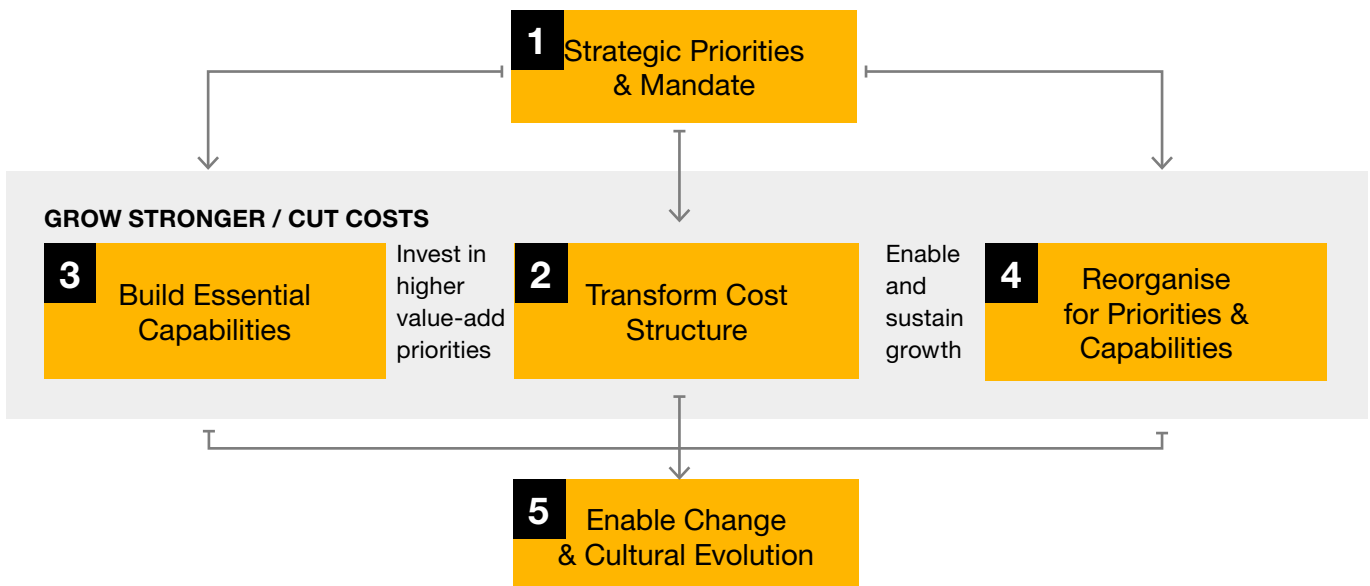 1
Strategic Priorities
& Mandate
GROW STRONGER / CUT COSTS
3
Build Essential
Capabilities
Invest in
higher
value-add
priorities
2
Transform Cost
Structure
Enable
and
sustain
growth
4
Reorganise
for Priorities &
Capabilities
5
Enable Change
& Cultural Evolution